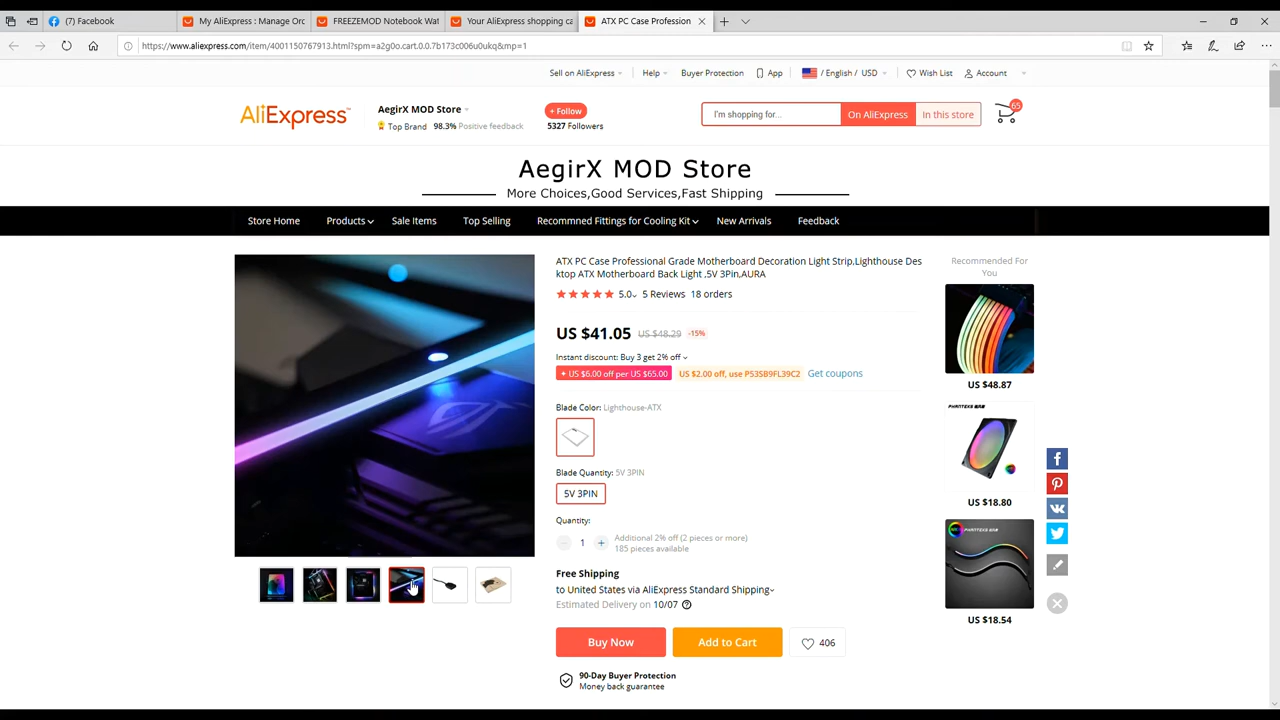 (7) Facebook
My AliExpress : Manage Orc
FREEZEMOD Notebook Wat
Your AliExpress shopping ca
ATX PC Case Profession
https://www.aliexpress.com/item/4001150767913.html?spm=a2g0o.cart.0.0.7b173c006u0ukq&mp=1
Sell on AliExpress
Help
Buyer Protection
App
/ English / USD
Wish List
Account
AliExpress
AegirX MOD Store
Top Brand 98.3% Positive feedback
+ Follow
5327 Followers
I'm shopping for...
On AliExpress
In this store
65
AegirX MOD Store
More Choices,Good Services,Fast Shipping
Store Home
Products
Sale Items
Top Selling
Recommned Fittings for Cooling Kit
New Arrivals
Feedback
ATX PC Case Professional Grade Motherboard Decoration Light Strip,Lighthouse Des
ktop ATX Motherboard Back Light ,5V 3Pin,AURA
5.0 5 Reviews 18 orders
US $41.05 US $48.29 -15%
Instant discount: Buy 3 get 2% off
+ US $6.00 off per US $65.00
US $2.00 off, use P53SB9FL39C2
Get coupons
Blade Color: Lighthouse-ATX
Blade Quantity: 5V 3PIN
5V 3PIN
Quantity:
1
Additional 2% off (2 pieces or more)
185 pieces available
Free Shipping
to United States via AliExpress Standard Shipping
Estimated Delivery on 10/07
Buy Now
Add to Cart
406
90-Day Buyer Protection
Money back guarantee
Recommended For
You
US $48.87
PHANTEKS
US $18.80
PHANTEKS
US $18.54